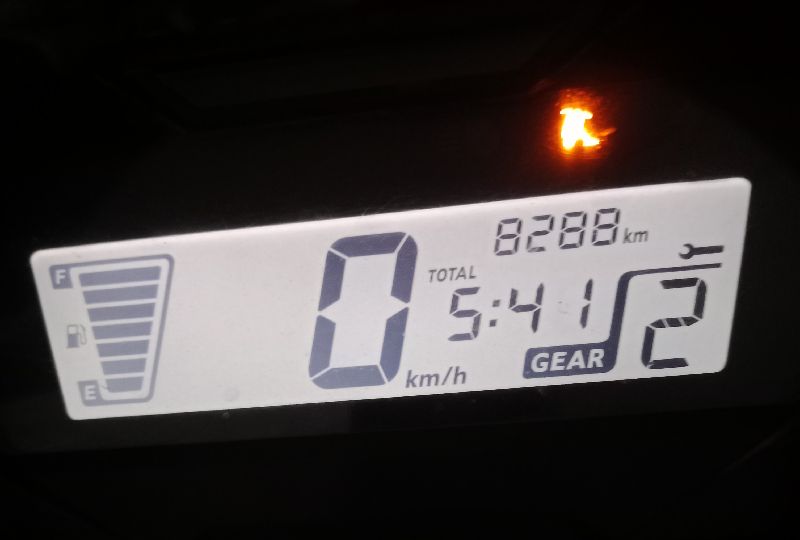 8288 km
F
TOTAL
5:41
0 km/h
E
GEAR 2